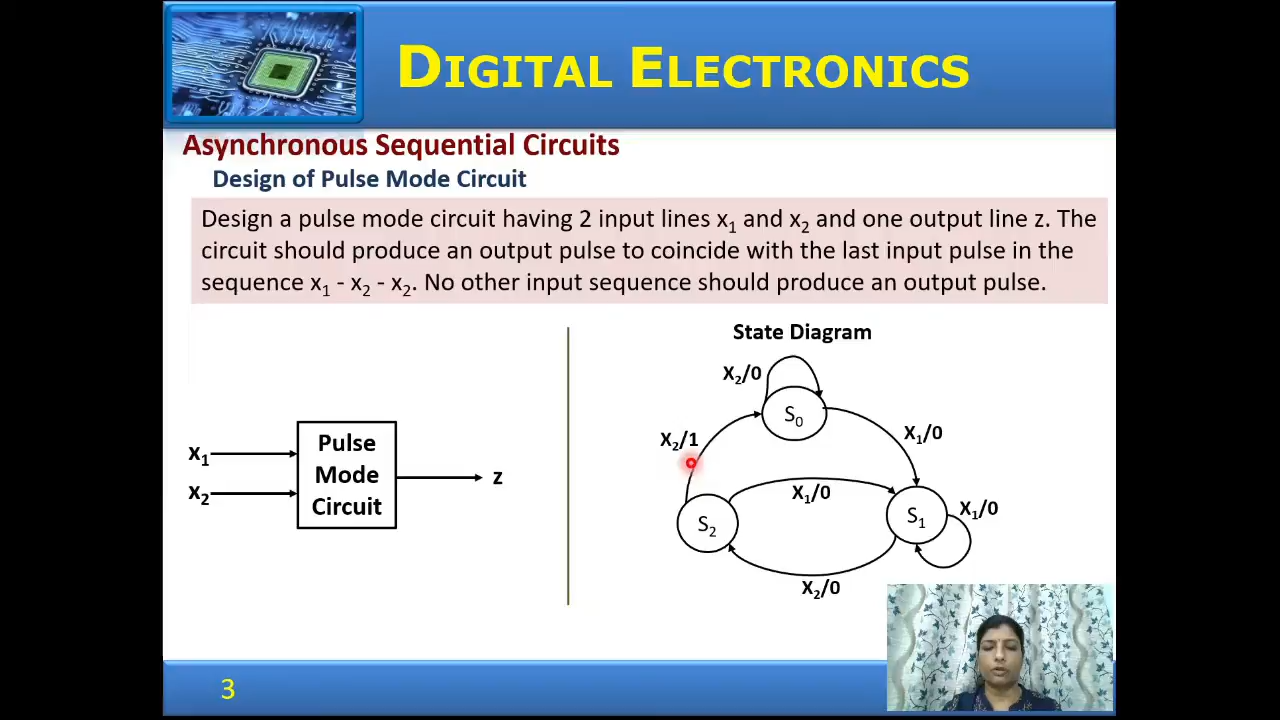 DIGITAL ELECTRONICS
Asynchronous Sequential Circuits
Design of Pulse Mode Circuit
Design a pulse mode circuit having 2 input lines x₁ and x₂ and one output line z. The
circuit should produce an output pulse to coincide with the last input pulse in the
sequence x₁ - x₂ - x₂. No other input sequence should produce an output pulse.
x₁
x₂
Pulse
Mode
Circuit
z
State Diagram
X₂/0
S₀
X₂/1
X₁/0
X₁/0
S₂
S₁
X₁/0
X₂/0
3